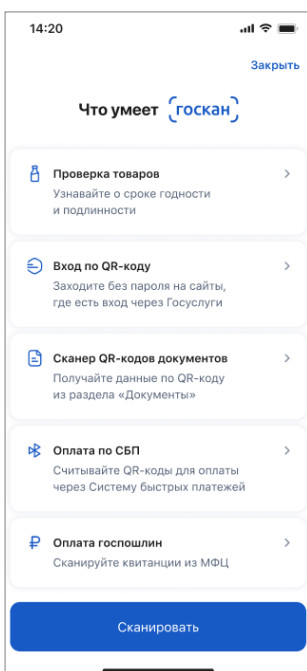 14:20
Закрыть
Что умеет госкан
Проверка товаров
Узнавайте о сроке годности
и подлинности
Вход по QR-коду
Заходите без пароля на сайты,
где есть вход через Госуслуги
Сканер QR-кодов документов
Получайте данные по QR-коду
из раздела «Документы»
Оплата по СБП
Считывайте QR-коды для оплаты
через Систему быстрых платежей
Оплата госпошлин
Сканируйте квитанции из МФЦ
Сканировать